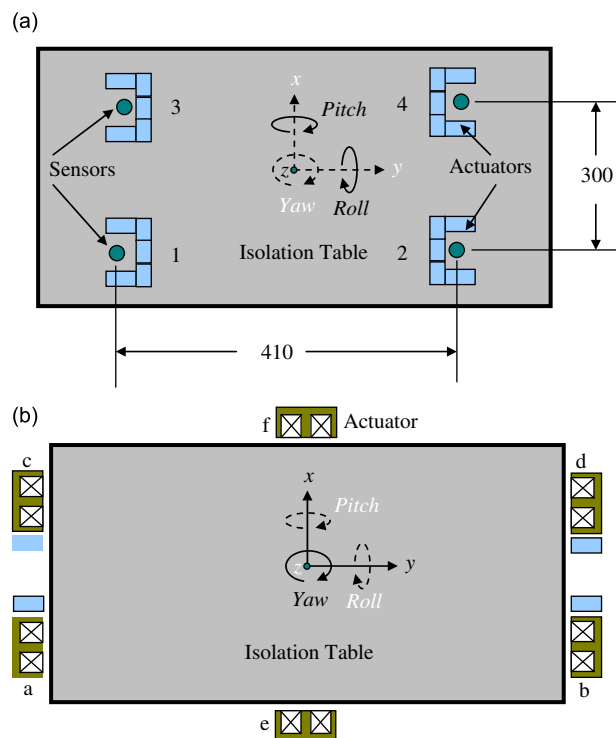 (a)
x
3
4
Pitch
Sensors
z
y
Actuators
Yaw
Roll
300
1
Isolation Table
2
410
(b)
f
Actuator
c
d
x
Pitch
z
y
Yaw
Roll
Isolation Table
a
b
e